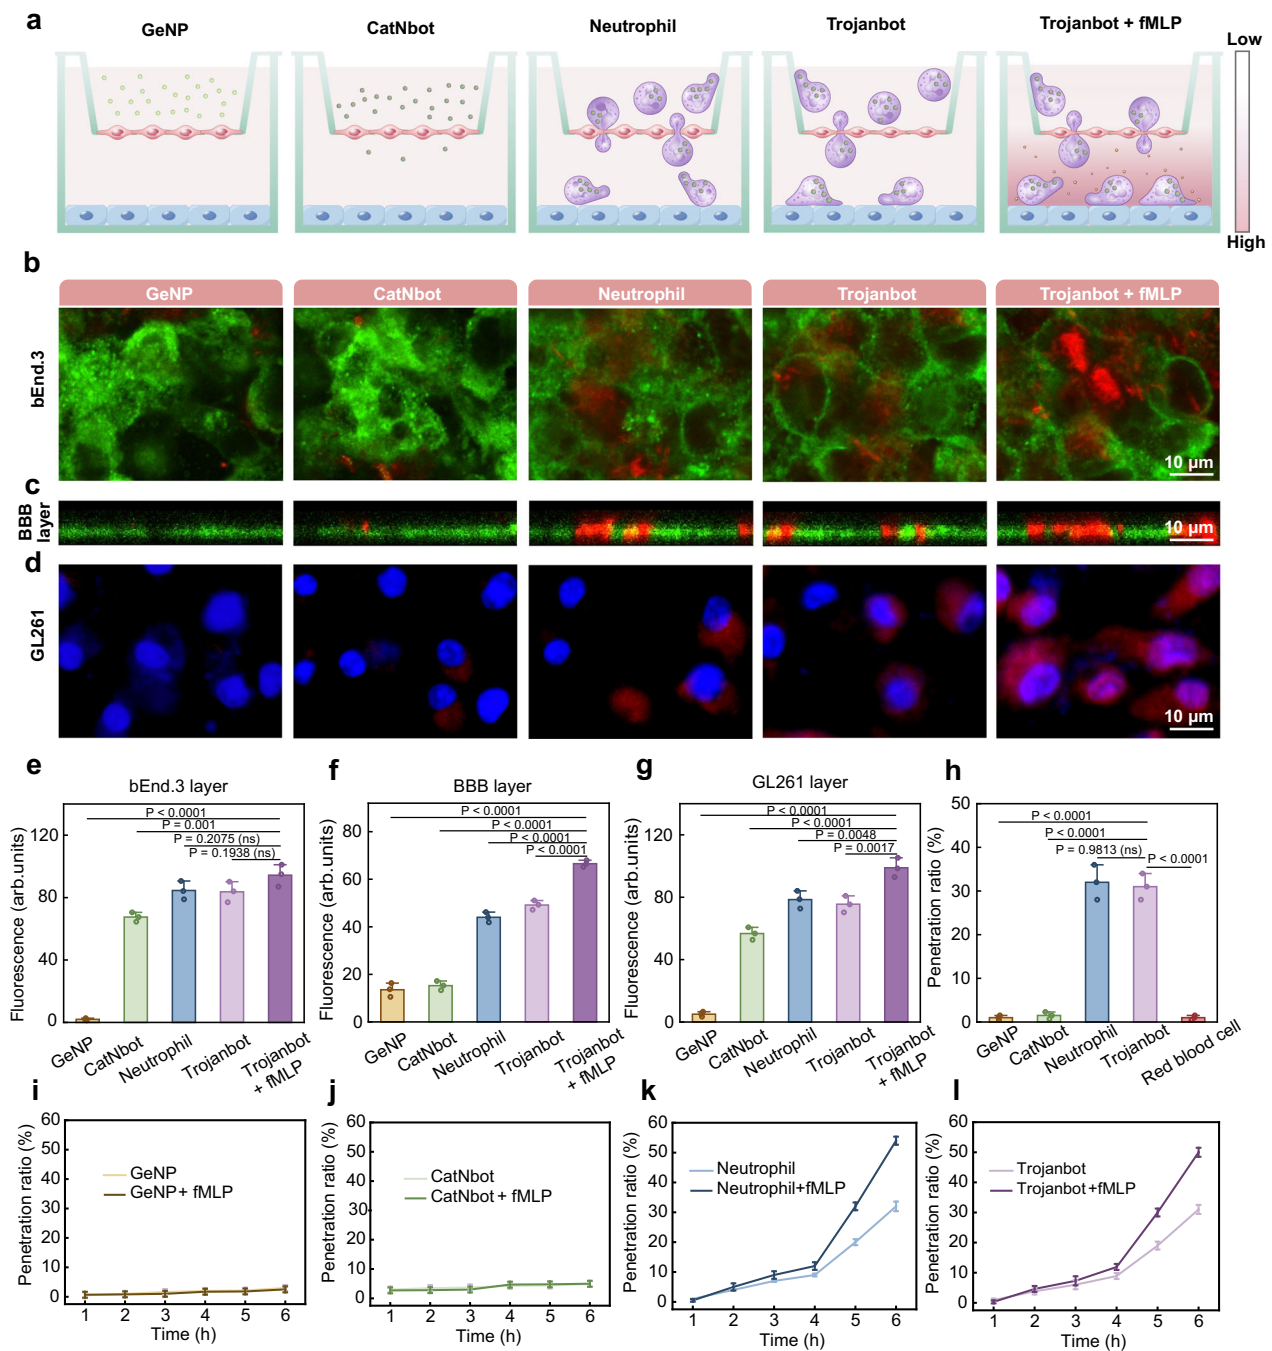 a
GeNP
CatNbot
Neutrophil
Trojanbot
Trojanbot + fMLP
Low
High
b
GeNP
CatNbot
Neutrophil
Trojanbot
Trojanbot + fMLP
bEnd.3
10 µm
c
BBB
layer
10 µm
d
GL261
10 µm
e
bEnd.3 layer
Fluorescence (arb.units)
120
80
40
0
P < 0.0001
P = 0.001
P = 0.2075 (ns)
P = 0.1938 (ns)
GeNP
CatNbot
Neutrophil
Trojanbot
Trojanbot
+ fMLP
f
BBB layer
Fluorescence (arb.units)
80
60
40
20
0
P < 0.0001
P < 0.0001
P < 0.0001
P < 0.0001
GeNP
CatNbot
Neutrophil
Trojanbot
Trojanbot
+ fMLP
g
GL261 layer
Fluorescence (arb.units)
120
80
40
0
P < 0.0001
P < 0.0001
P = 0.0048
P = 0.0017
GeNP
CatNbot
Neutrophil
Trojanbot
Trojanbot
+ fMLP
h
Penetration ratio (%)
50
40
30
20
10
0
P < 0.0001
P < 0.0001
P = 0.9813 (ns)
P < 0.0001
GeNP
CatNbot
Neutrophil
Trojanbot
Red blood cell
i
Penetration ratio (%)
60
50
40
30
20
10
0
GeNP
GeNP + fMLP
1 2 3 4 5 6
Time (h)
j
Penetration ratio (%)
60
50
40
30
20
10
0
CatNbot
CatNbot + fMLP
1 2 3 4 5 6
Time (h)
k
Penetration ratio (%)
60
50
40
30
20
10
0
Neutrophil
Neutrophil+fMLP
1 2 3 4 5 6
Time (h)
l
Penetration ratio (%)
60
50
40
30
20
10
0
Trojanbot
Trojanbot+fMLP
1 2 3 4 5 6
Time (h)